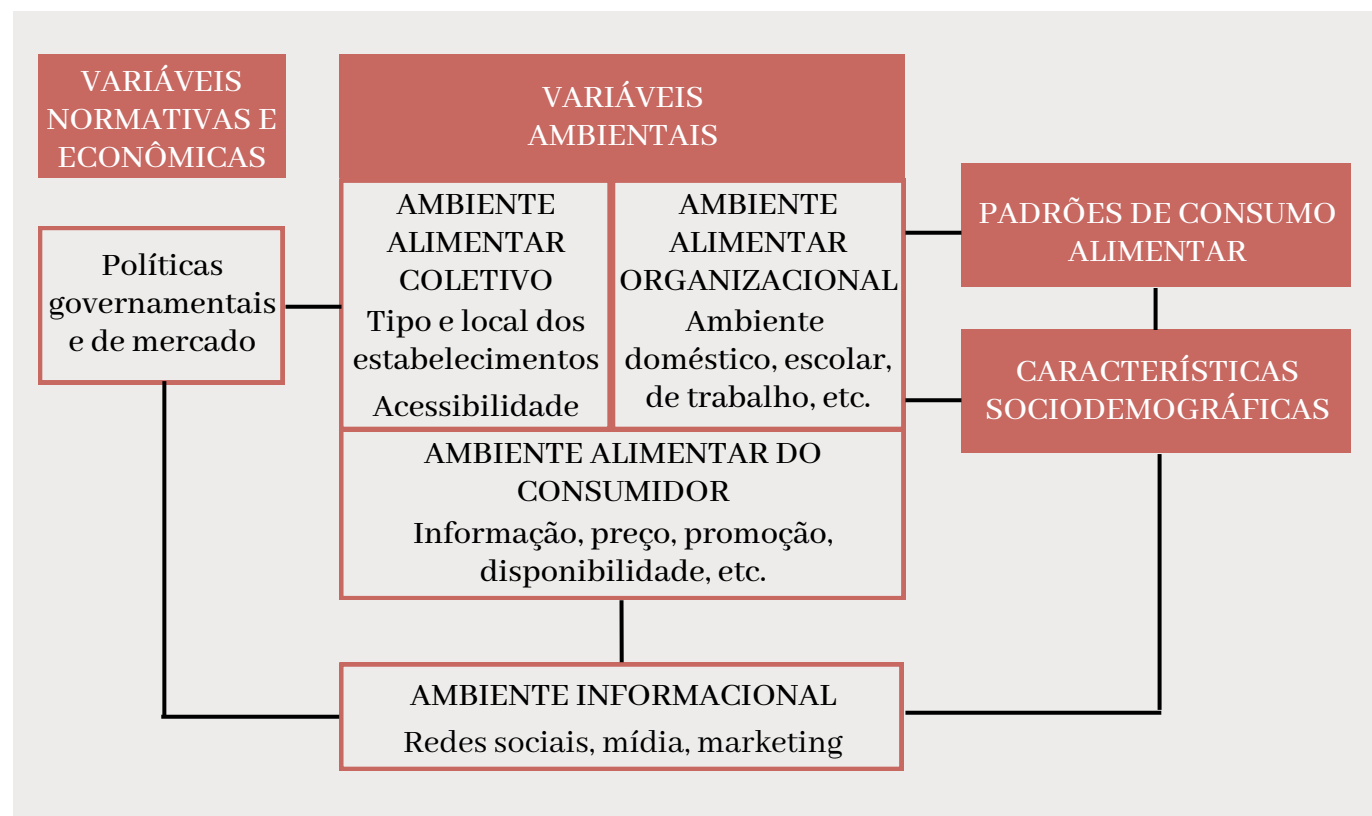 VARIÁVEIS
NORMATIVAS E
ECONÔMICAS
Políticas
governamentais
e de mercado
VARIÁVEIS
AMBIENTAIS
AMBIENTE
ALIMENTAR
COLETIVO
Tipo e local dos
estabelecimentos
Acessibilidade
AMBIENTE
ALIMENTAR
ORGANIZACIONAL
Ambiente
doméstico, escolar,
de trabalho, etc.
AMBIENTE ALIMENTAR DO
CONSUMIDOR
Informação, preço, promoção,
disponibilidade, etc.
AMBIENTE INFORMACIONAL
Redes sociais, mídia, marketing
PADRÕES DE CONSUMO
ALIMENTAR
CARACTERÍSTICAS
SOCIODEMOGRÁFICAS